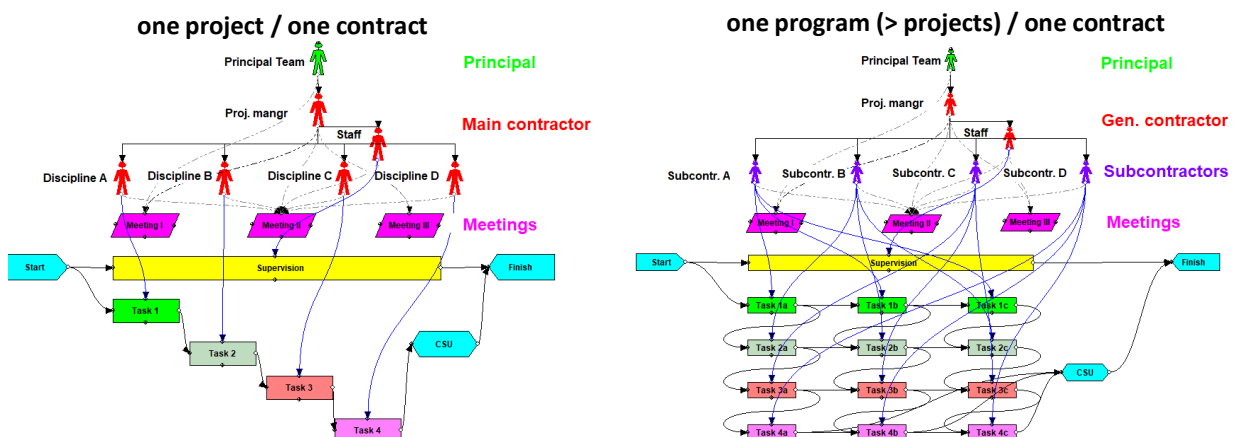 one project / one contract
Principal Team
Principal
Proj. mangr
Main contractor
Staff
Discipline A
Discipline B
Discipline C
Discipline D
Meeting I
Meeting II
Meeting III
Meetings
Start
Supervision
Finish
Task 1
Task 2
CSU
Task 3
Task 4
one program (> projects) / one contract
Principal Team
Principal
Proj. mangr
Gen. contractor
Staff
Subcontr. A
Subcontr. B
Subcontr. C
Subcontr. D
Subcontractors
Meeting I
Meeting II
Meeting III
Meetings
Start
Supervision
Finish
Task 1a
Task 1b
Task 1c
Task 2a
Task 2b
Task 2c
CSU
Task 3a
Task 3b
Task 3c
Task 4a
Task 4b
Task 4c